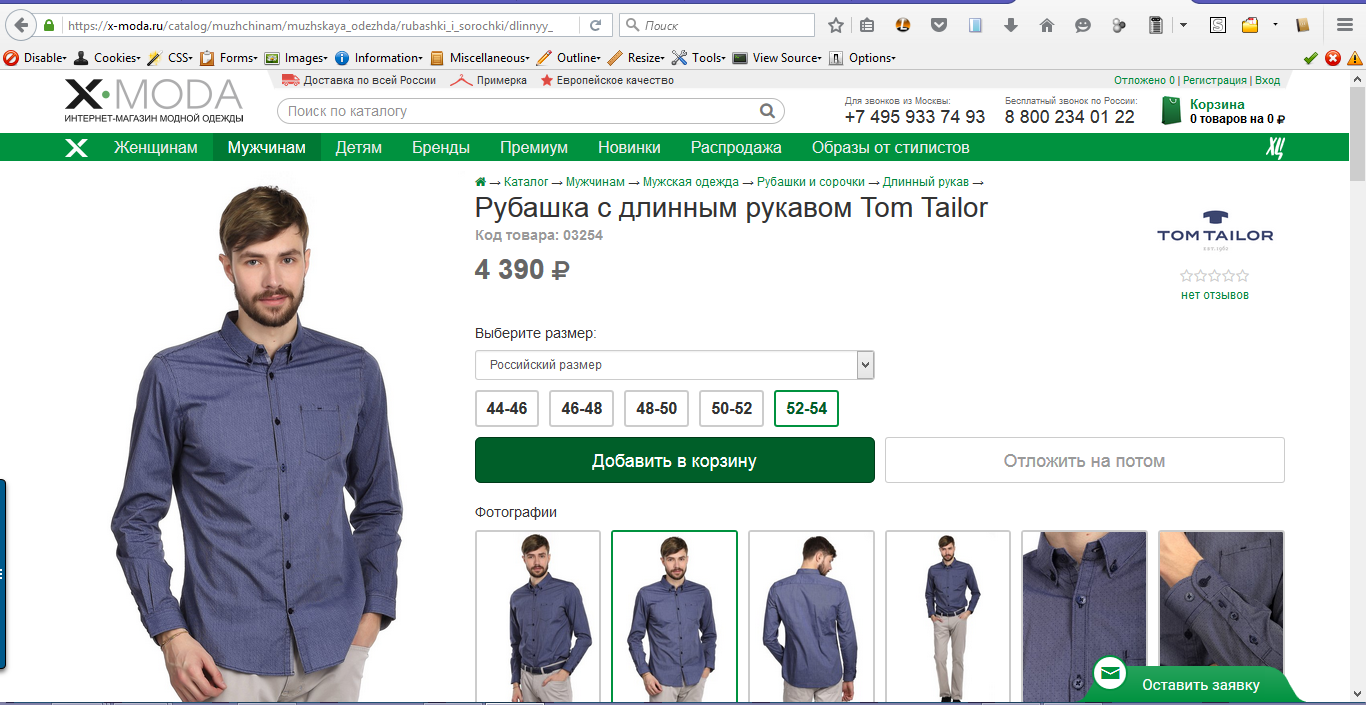 https://x-moda.ru/catalog/muzhchinam/muzhskaya_odezhda/rubashki_i_sorochki/dlinnyy_
Поиск
Disable
Cookies
CSS
Forms
Images
Information
Miscellaneous
Outline
Resize
Tools
View Source
Options
X·MODA
ИНТЕРНЕТ-МАГАЗИН МОДНОЙ ОДЕЖДЫ
Доставка по всей России
Примерка
Европейское качество
Отложено 0 | Регистрация | Вход
Поиск по каталогу
Для звонков из Москвы:
+7 495 933 74 93
Бесплатный звонок по России:
8 800 234 01 22
Корзина
0 товаров на 0 ₽
X
Женщинам
Мужчинам
Детям
Бренды
Премиум
Новинки
Распродажа
Образы от стилистов
ХЦ
→ Каталог → Мужчинам → Мужская одежда → Рубашки и сорочки → Длинный рукав →
Рубашка с длинным рукавом Tom Tailor
Код товара: 03254
4 390 ₽
TOM TAILOR
EST. 1962
нет отзывов
Выберите размер:
Российский размер
44-46
46-48
48-50
50-52
52-54
Добавить в корзину
Отложить на потом
Фотографии
Оставить заявку